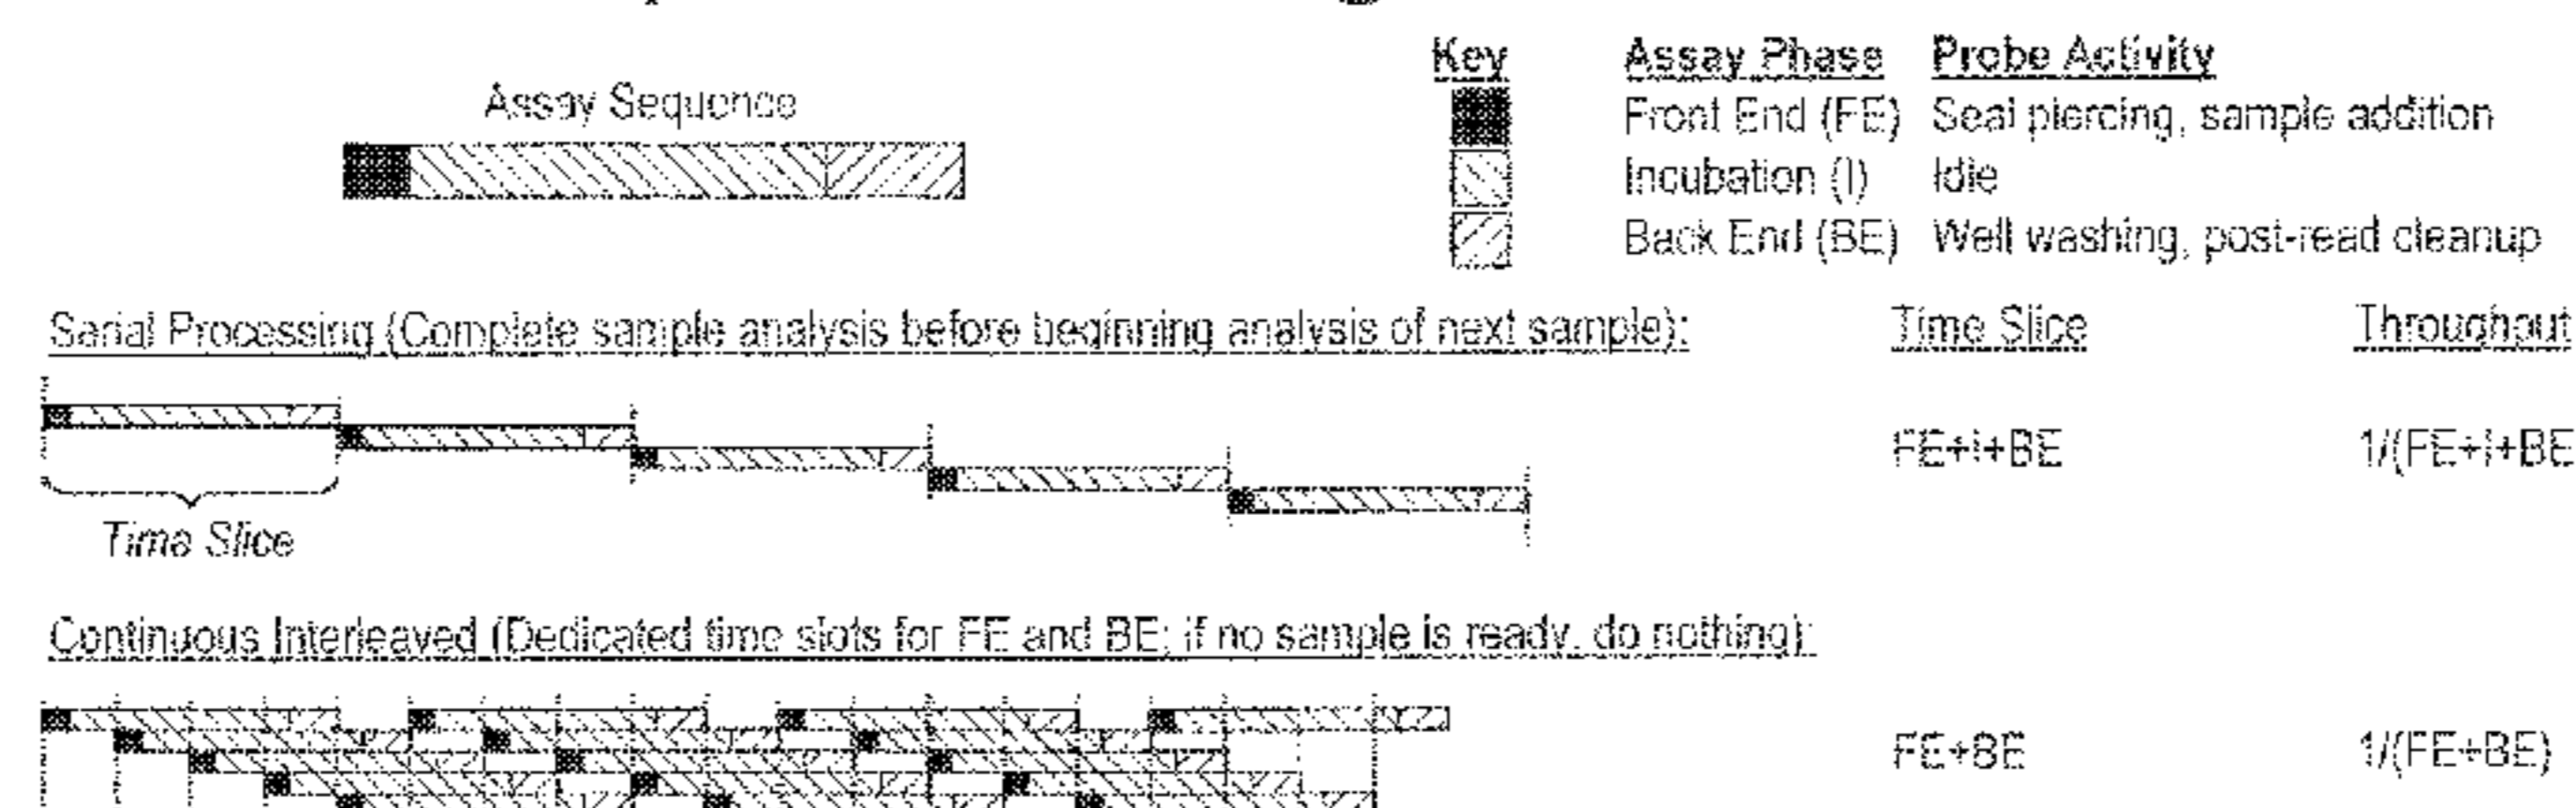 Key Assay Phase Probe Activity
Assay Sequence
Front End (FE) Seal piercing, sample addition
Incubation (I) Idle
Back End (BE) Well washing, post-read cleanup
Serial Processing (Complete sample analysis before beginning analysis of next sample): Time Slice Throughout
FE+I+BE 1/(FE+I+BE
Time Slice
Continuous Interleaved (Dedicated time slots for FE and BE; if no sample is ready, do nothing):
FE+BE 1/(FE+BE)